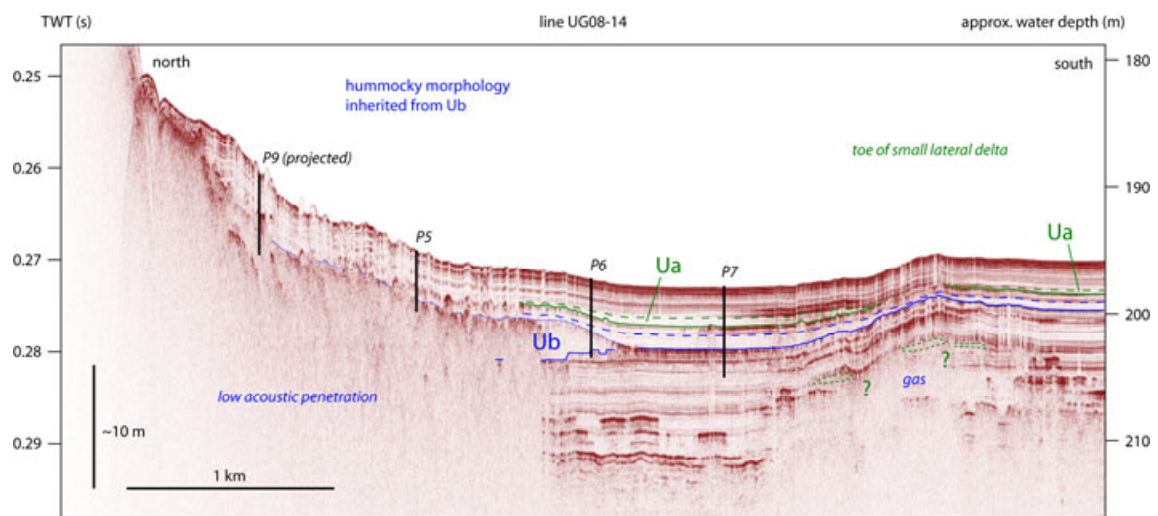 TWT (s)
line UG08-14
approx. water depth (m)
north
south
0.25
0.26
0.27
0.28
0.29
180
190
200
210
hummocky morphology
inherited from Ub
P9 (projected)
toe of small lateral delta
P5
P6
Ua
P7
Ua
Ub
?
?
gas
low acoustic penetration
~10 m
1 km